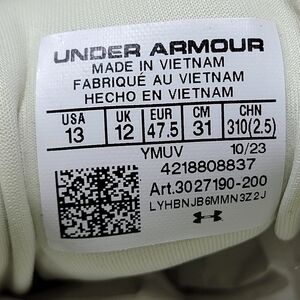 UNDER ARMOUR
MADE IN VIETNAM
FABRIQUÉ AU VIETNAM
HECHO EN VIETNAM
USA UK EUR CM CHN
13 12 47.5 31 310(2.5)
YMUV 10/23
4218808837
Art.3027190-200
LYHBNJB6MMN3Z2J